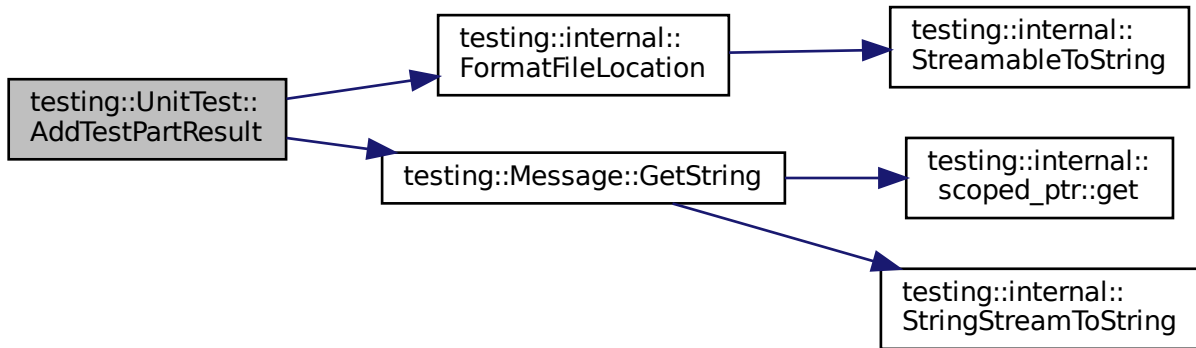 testing::UnitTest::
AddTestPartResult
testing::internal::
FormatFileLocation
testing::internal::
StreamableToString
testing::Message::GetString
testing::internal::
scoped_ptr::get
testing::internal::
StringStreamToString